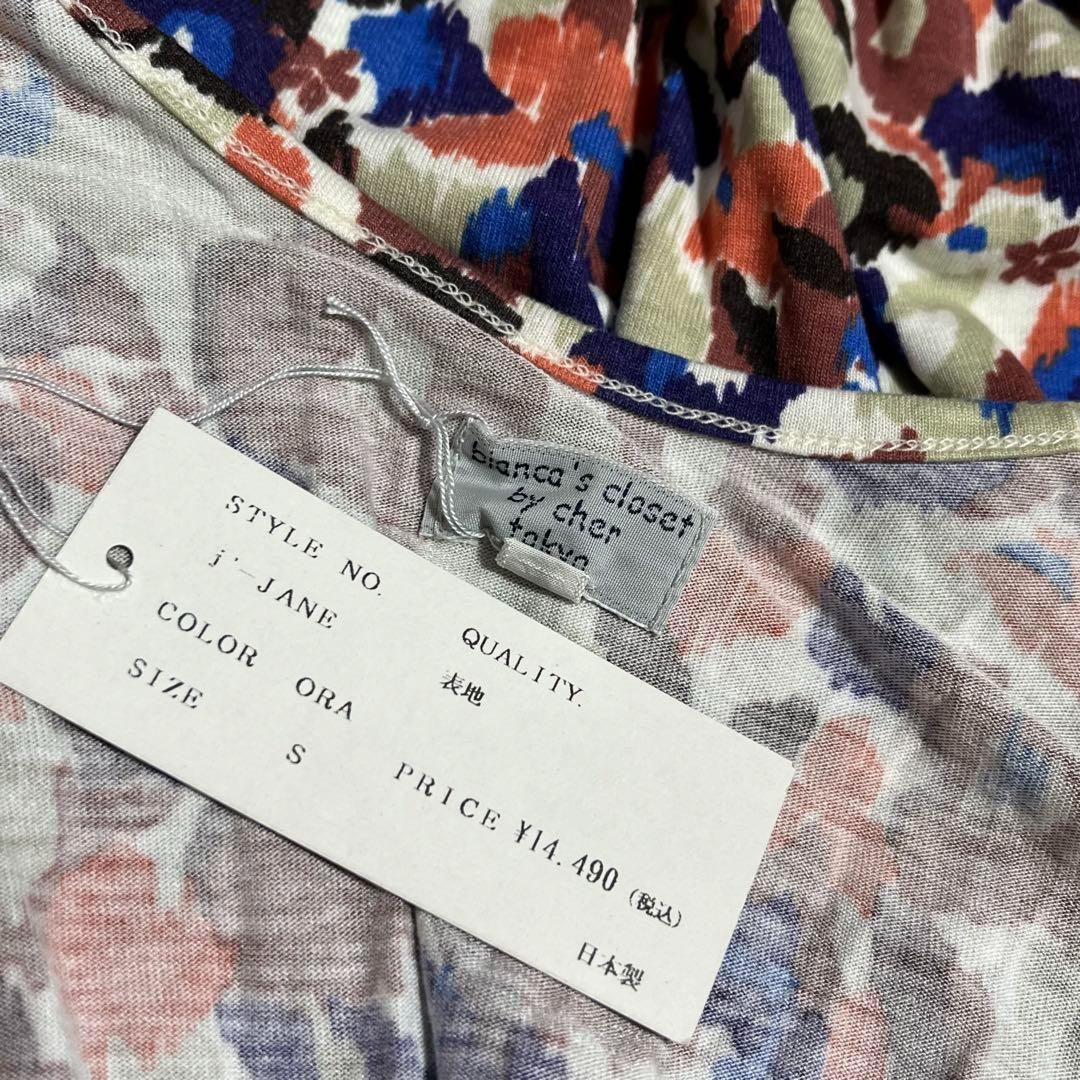 bianca's closet
by cher
tokyo
STYLE NO.
j'-JANE
COLOR ORA
SIZE S
QUALITY.
表地
PRICE ¥14.490 (税込)
日本製